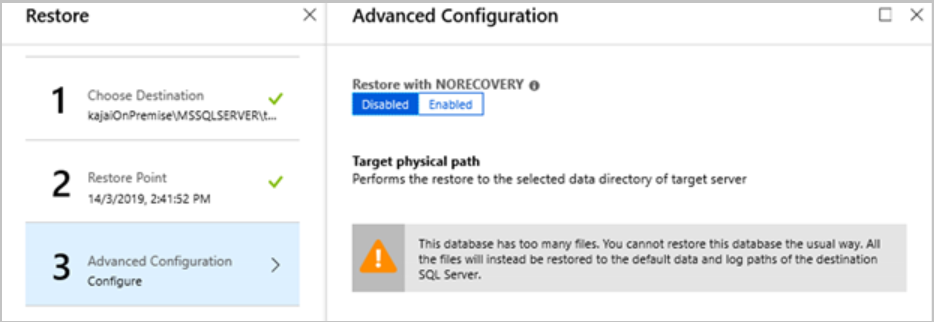 Restore
1
Choose Destination
kajaiOnPremise\MSSQLSERVER\t...
2
Restore Point
14/3/2019, 2:41:52 PM
3
Advanced Configuration
Configure
Advanced Configuration
Restore with NORECOVERY
Disabled Enabled
Target physical path
Performs the restore to the selected data directory of target server
This database has too many files. You cannot restore this database the usual way. All
the files will instead be restored to the default data and log paths of the destination
SQL Server.